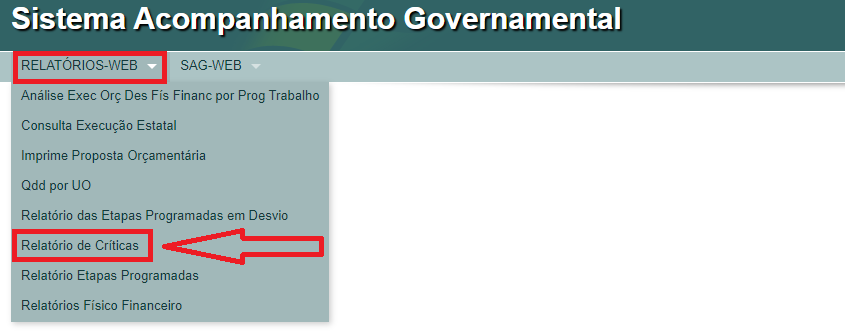 Sistema Acompanhamento Governamental
RELATÓRIOS-WEB SAG-WEB
Análise Exec Orç Des Fís Financ por Prog Trabalho
Consulta Execução Estatal
Imprime Proposta Orçamentária
Qdd por UO
Relatório das Etapas Programadas em Desvio
Relatório de Críticas
Relatório Etapas Programadas
Relatórios Físico Financeiro